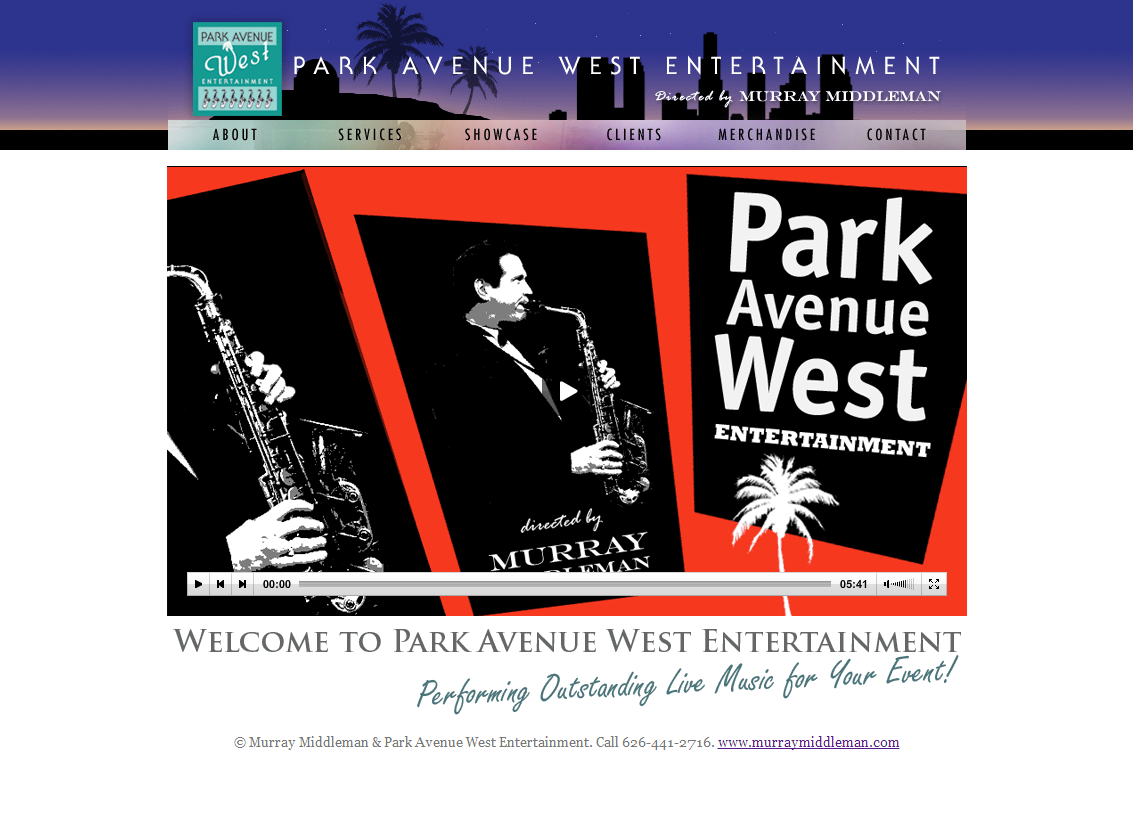 PARK AVENUE
West
ENTERTAINMENT
PARK AVENUE WEST ENTERTAINMENT
Directed by MURRAY MIDDLEMAN
ABOUT SERVICES SHOWCASE CLIENTS MERCHANDISE CONTACT
Park
Avenue
West
ENTERTAINMENT
directed by
MURRAY
MIDDLEMAN
00:00 05:41
WELCOME TO PARK AVENUE WEST ENTERTAINMENT
Performing Outstanding Live Music for Your Event!
© Murray Middleman & Park Avenue West Entertainment. Call 626-441-2716. www.murraymiddleman.com